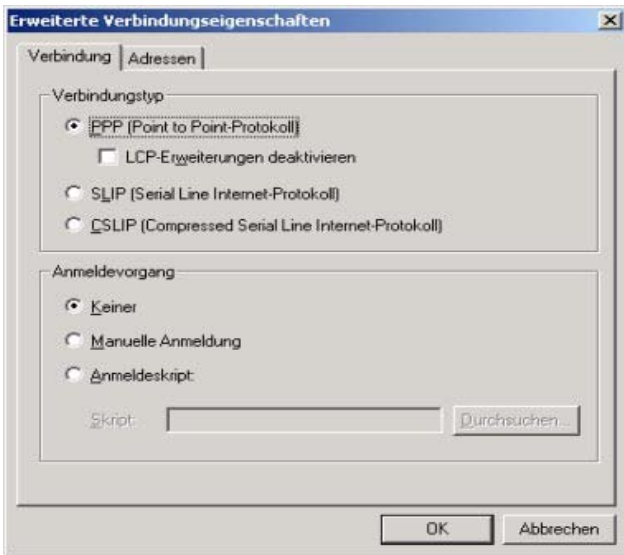 Erweiterte Verbindungseigenschaften
Verbindung
Adressen
Verbindungstyp
PPP (Point to Point-Protokoll)
LCP-Erweiterungen deaktivieren
SLIP (Serial Line Internet-Protokoll)
CSLIP (Compressed Serial Line Internet-Protokoll)
Anmeldevorgang
Keiner
Manuelle Anmeldung
Anmeldeskript:
Skript:
Durchsuchen...
OK
Abbrechen